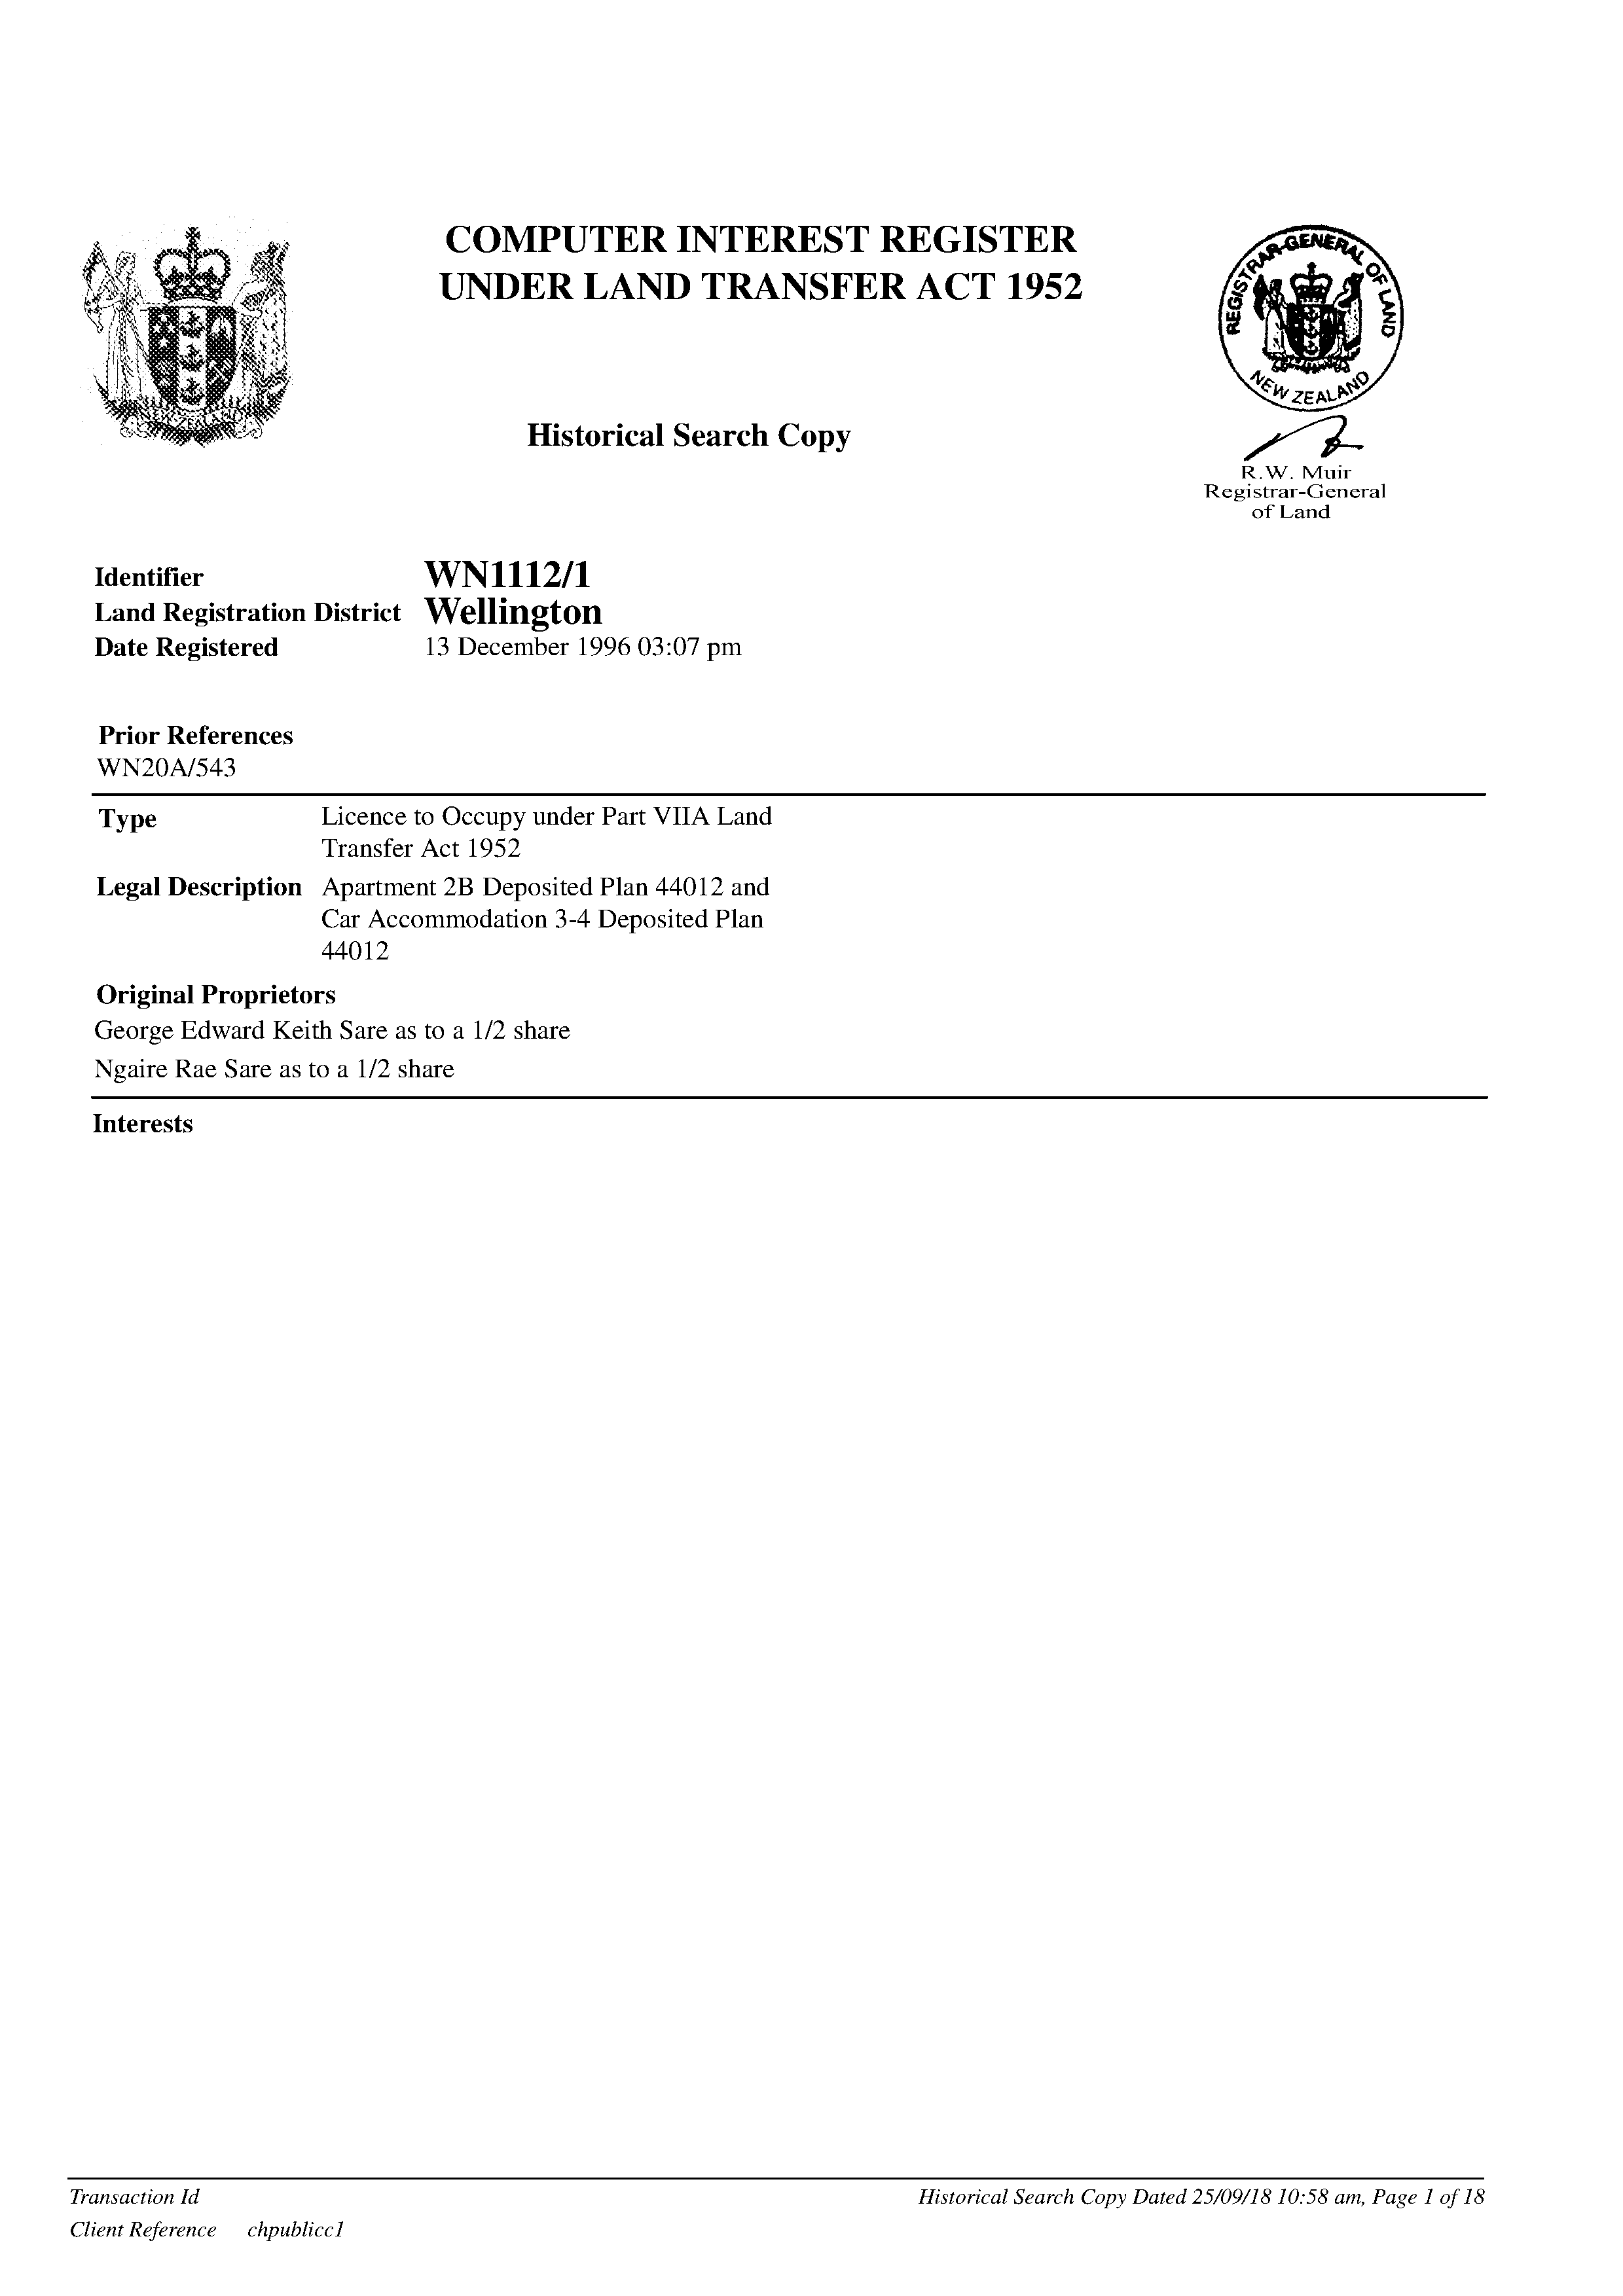 COMPUTER INTEREST REGISTER
UNDER LAND TRANSFER ACT 1952
Historical Search Copy
REGISTRAR-GENERAL OF LAND
NEW ZEALAND
R.W. Muir
Registrar-General
of Land
Identifier WN1112/1
Land Registration District Wellington
Date Registered 13 December 1996 03:07 pm
Prior References
WN20A/543
Type Licence to Occupy under Part VIIA Land
Transfer Act 1952
Legal Description Apartment 2B Deposited Plan 44012 and
Car Accommodation 3-4 Deposited Plan
44012
Original Proprietors
George Edward Keith Sare as to a 1/2 share
Ngaire Rae Sare as to a 1/2 share
Interests
Transaction Id Historical Search Copy Dated 25/09/18 10:58 am, Page 1 of 18
Client Reference chpublicc1